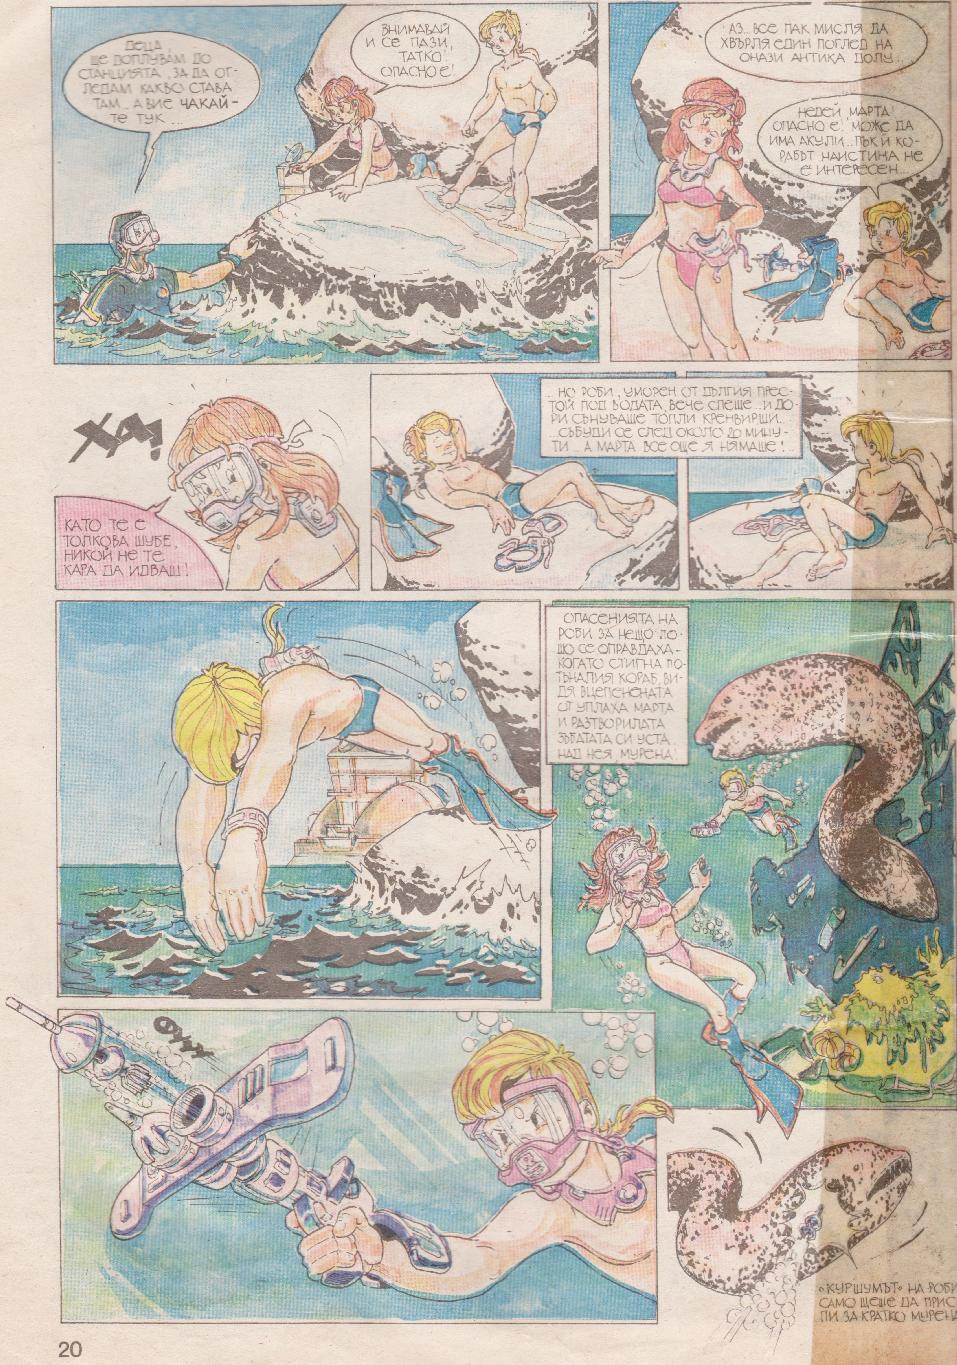 ДЕЦА,
ЩЕ ДОПЛУВАМ ДО
СТАНЦИЯТА, ЗА ДА ОГ-
ЛЕДАМ КАКВО СТАВА
ТАМ... А ВИЕ ЧАКАЙ-
ТЕ ТУК...
ВНИМАВАЙ
И СЕ ПАЗИ,
ТАТКО!
ОПАСНО Е!
АЗ... ВСЕ ПАК МИСЛЯ ДА
ХВЪРЛЯ ЕДИН ПОГЛЕД НА
ОНАЗИ АНТИКА ДОЛУ...
НЕДЕЙ, МАРТА!
ОПАСНО Е! МОЖЕ ДА
ИМА АКУЛИ... ПЪК И КО-
РАБЪТ НАИСТИНА НЕ
Е ИНТЕРЕСЕН...
ХА!
КАТО ТЕ Е
ТОЛКОВА ШУБЕ,
НИКОЙ НЕ ТЕ
КАРА ДА ИДВАШ!
...НО РОБИ, УМОРЕН ОТ ДЪЛГИЯ ПРЕС-
ТОЙ ПОД ВОДАТА, ВЕЧЕ СПЕШЕ... И ДО-
РИ СЪНУВАШЕ ТОПЛИ КРЕНВИРШИ...
СЪБУДИ СЕ СЛЕД ОКОЛО 20 МИНУ-
ТИ... А МАРТА ВСЕ ОЩЕ Я НЯМАШЕ!
ОПАСЕНИЯТА НА
РОБИ ЗА НЕЩО ЛО-
ШО СЕ ОПРАВДАХА-
КОГАТО СТИГНА ПО-
ТЪНАЛИЯ КОРАБ, ВИ-
ДЯ ВЦЕПЕНЕНАТА
ОТ УПЛАХА МАРТА
И РАЗТВОРИЛАТА
ЗЪБАТАТА СИ УСТА
НАД НЕЯ МУРЕНА!
«КУРШУМЪТ» НА РОБИ
САМО ЩЕШЕ ДА ПРИС-
ПИ ЗА КРАТКО МУРЕНА
20